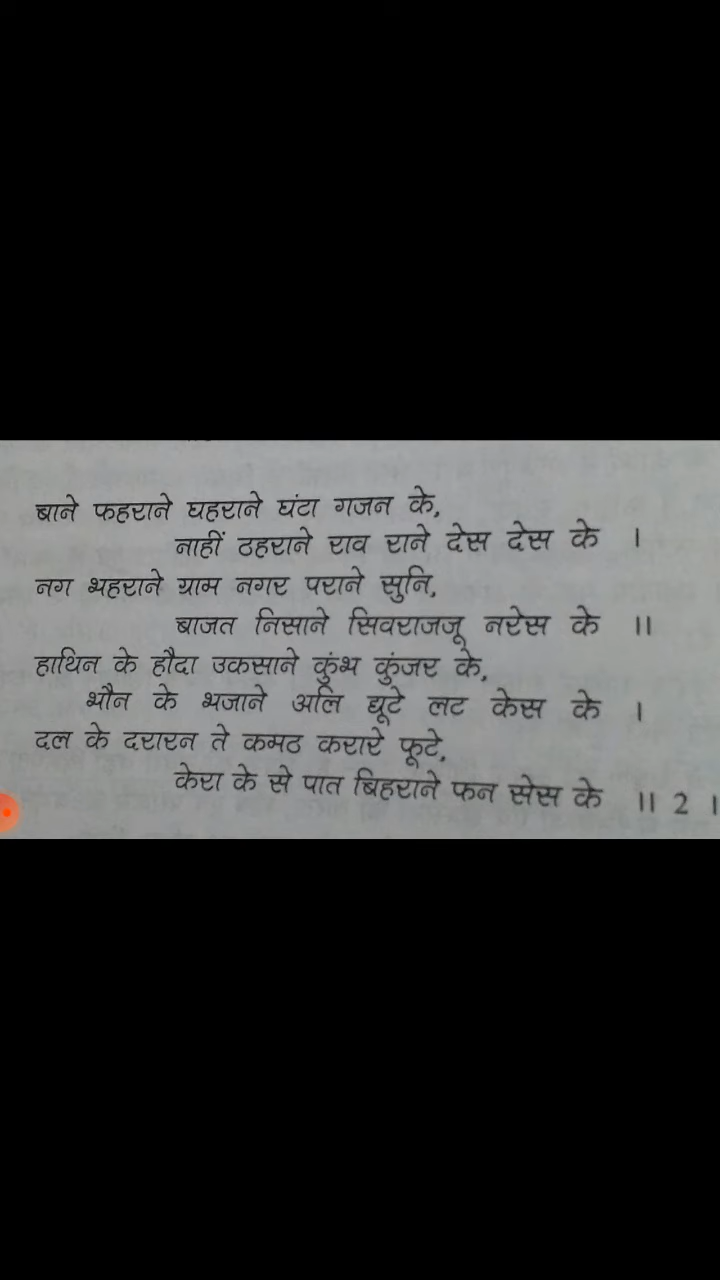 बाने फहराने घहराने घंटा गजन के,
नाहीं ठहराने राव राने देस देस के ।
नग भहराने ग्राम नगर पराने सुनि,
बाजत निसाने सिवराजजू नरेस के ॥
हाथिन के हौदा उकसाने कुंभ कुंजर के,
भौन के भजाने अलि छूटे लट केस के ।
दल के दरारन ते कमठ करारे फूटे,
केरा के से पात बिहराने फन सेस के ॥ 2 ।